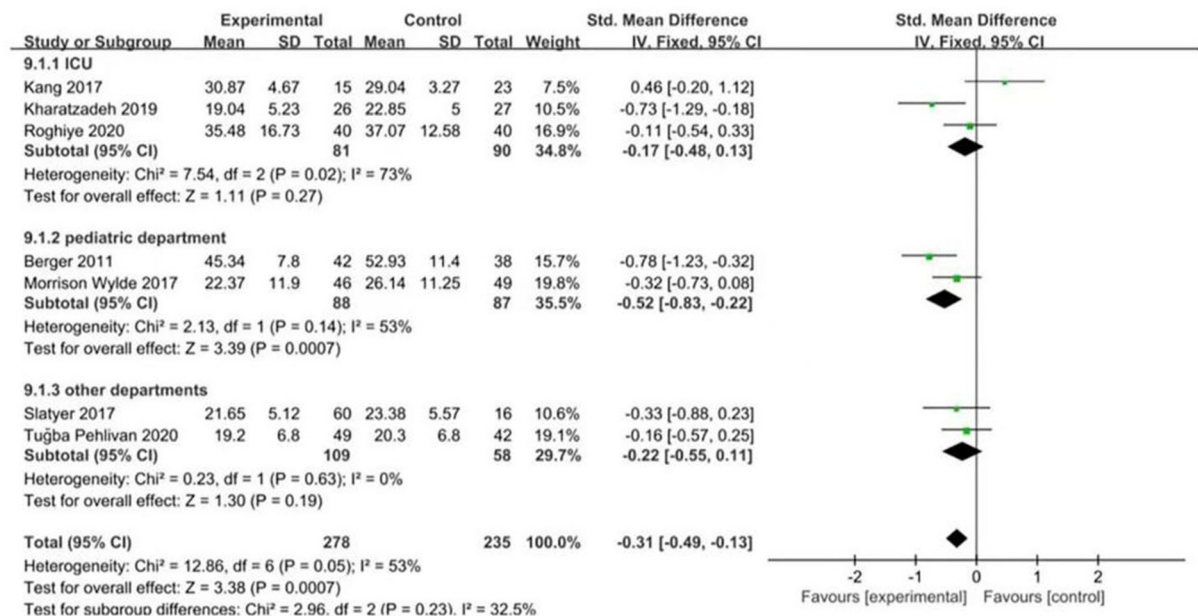 Experimental Control Std. Mean Difference Std. Mean Difference
Study or Subgroup Mean SD Total Mean SD Total Weight IV, Fixed, 95% CI IV, Fixed, 95% CI
9.1.1 ICU
Kang 2017 30.87 4.67 15 29.04 3.27 23 7.5% 0.46 [-0.20, 1.12]
Kharatzadeh 2019 19.04 5.23 26 22.85 5 27 10.5% -0.73 [-1.29, -0.18]
Roghiye 2020 35.48 16.73 40 37.07 12.58 40 16.9% -0.11 [-0.54, 0.33]
Subtotal (95% CI) 81 90 34.8% -0.17 [-0.48, 0.13]
Heterogeneity: Chi² = 7.54, df = 2 (P = 0.02); I² = 73%
Test for overall effect: Z = 1.11 (P = 0.27)
9.1.2 pediatric department
Berger 2011 45.34 7.8 42 52.93 11.4 38 15.7% -0.78 [-1.23, -0.32]
Morrison Wylde 2017 22.37 11.9 46 26.14 11.25 49 19.8% -0.32 [-0.73, 0.08]
Subtotal (95% CI) 88 87 35.5% -0.52 [-0.83, -0.22]
Heterogeneity: Chi² = 2.13, df = 1 (P = 0.14); I² = 53%
Test for overall effect: Z = 3.39 (P = 0.0007)
9.1.3 other departments
Slatyer 2017 21.65 5.12 60 23.38 5.57 16 10.6% -0.33 [-0.88, 0.23]
Tuğba Pehlivan 2020 19.2 6.8 49 20.3 6.8 42 19.1% -0.16 [-0.57, 0.25]
Subtotal (95% CI) 109 58 29.7% -0.22 [-0.55, 0.11]
Heterogeneity: Chi² = 0.23, df = 1 (P = 0.63); I² = 0%
Test for overall effect: Z = 1.30 (P = 0.19)
Total (95% CI) 278 235 100.0% -0.31 [-0.49, -0.13]
Heterogeneity: Chi² = 12.86, df = 6 (P = 0.05); I² = 53%
Test for overall effect: Z = 3.38 (P = 0.0007)
Test for subgroup differences: Chi² = 2.96, df = 2 (P = 0.23), I² = 32.5%
-2 -1 0 1 2
Favours [experimental] Favours [control]